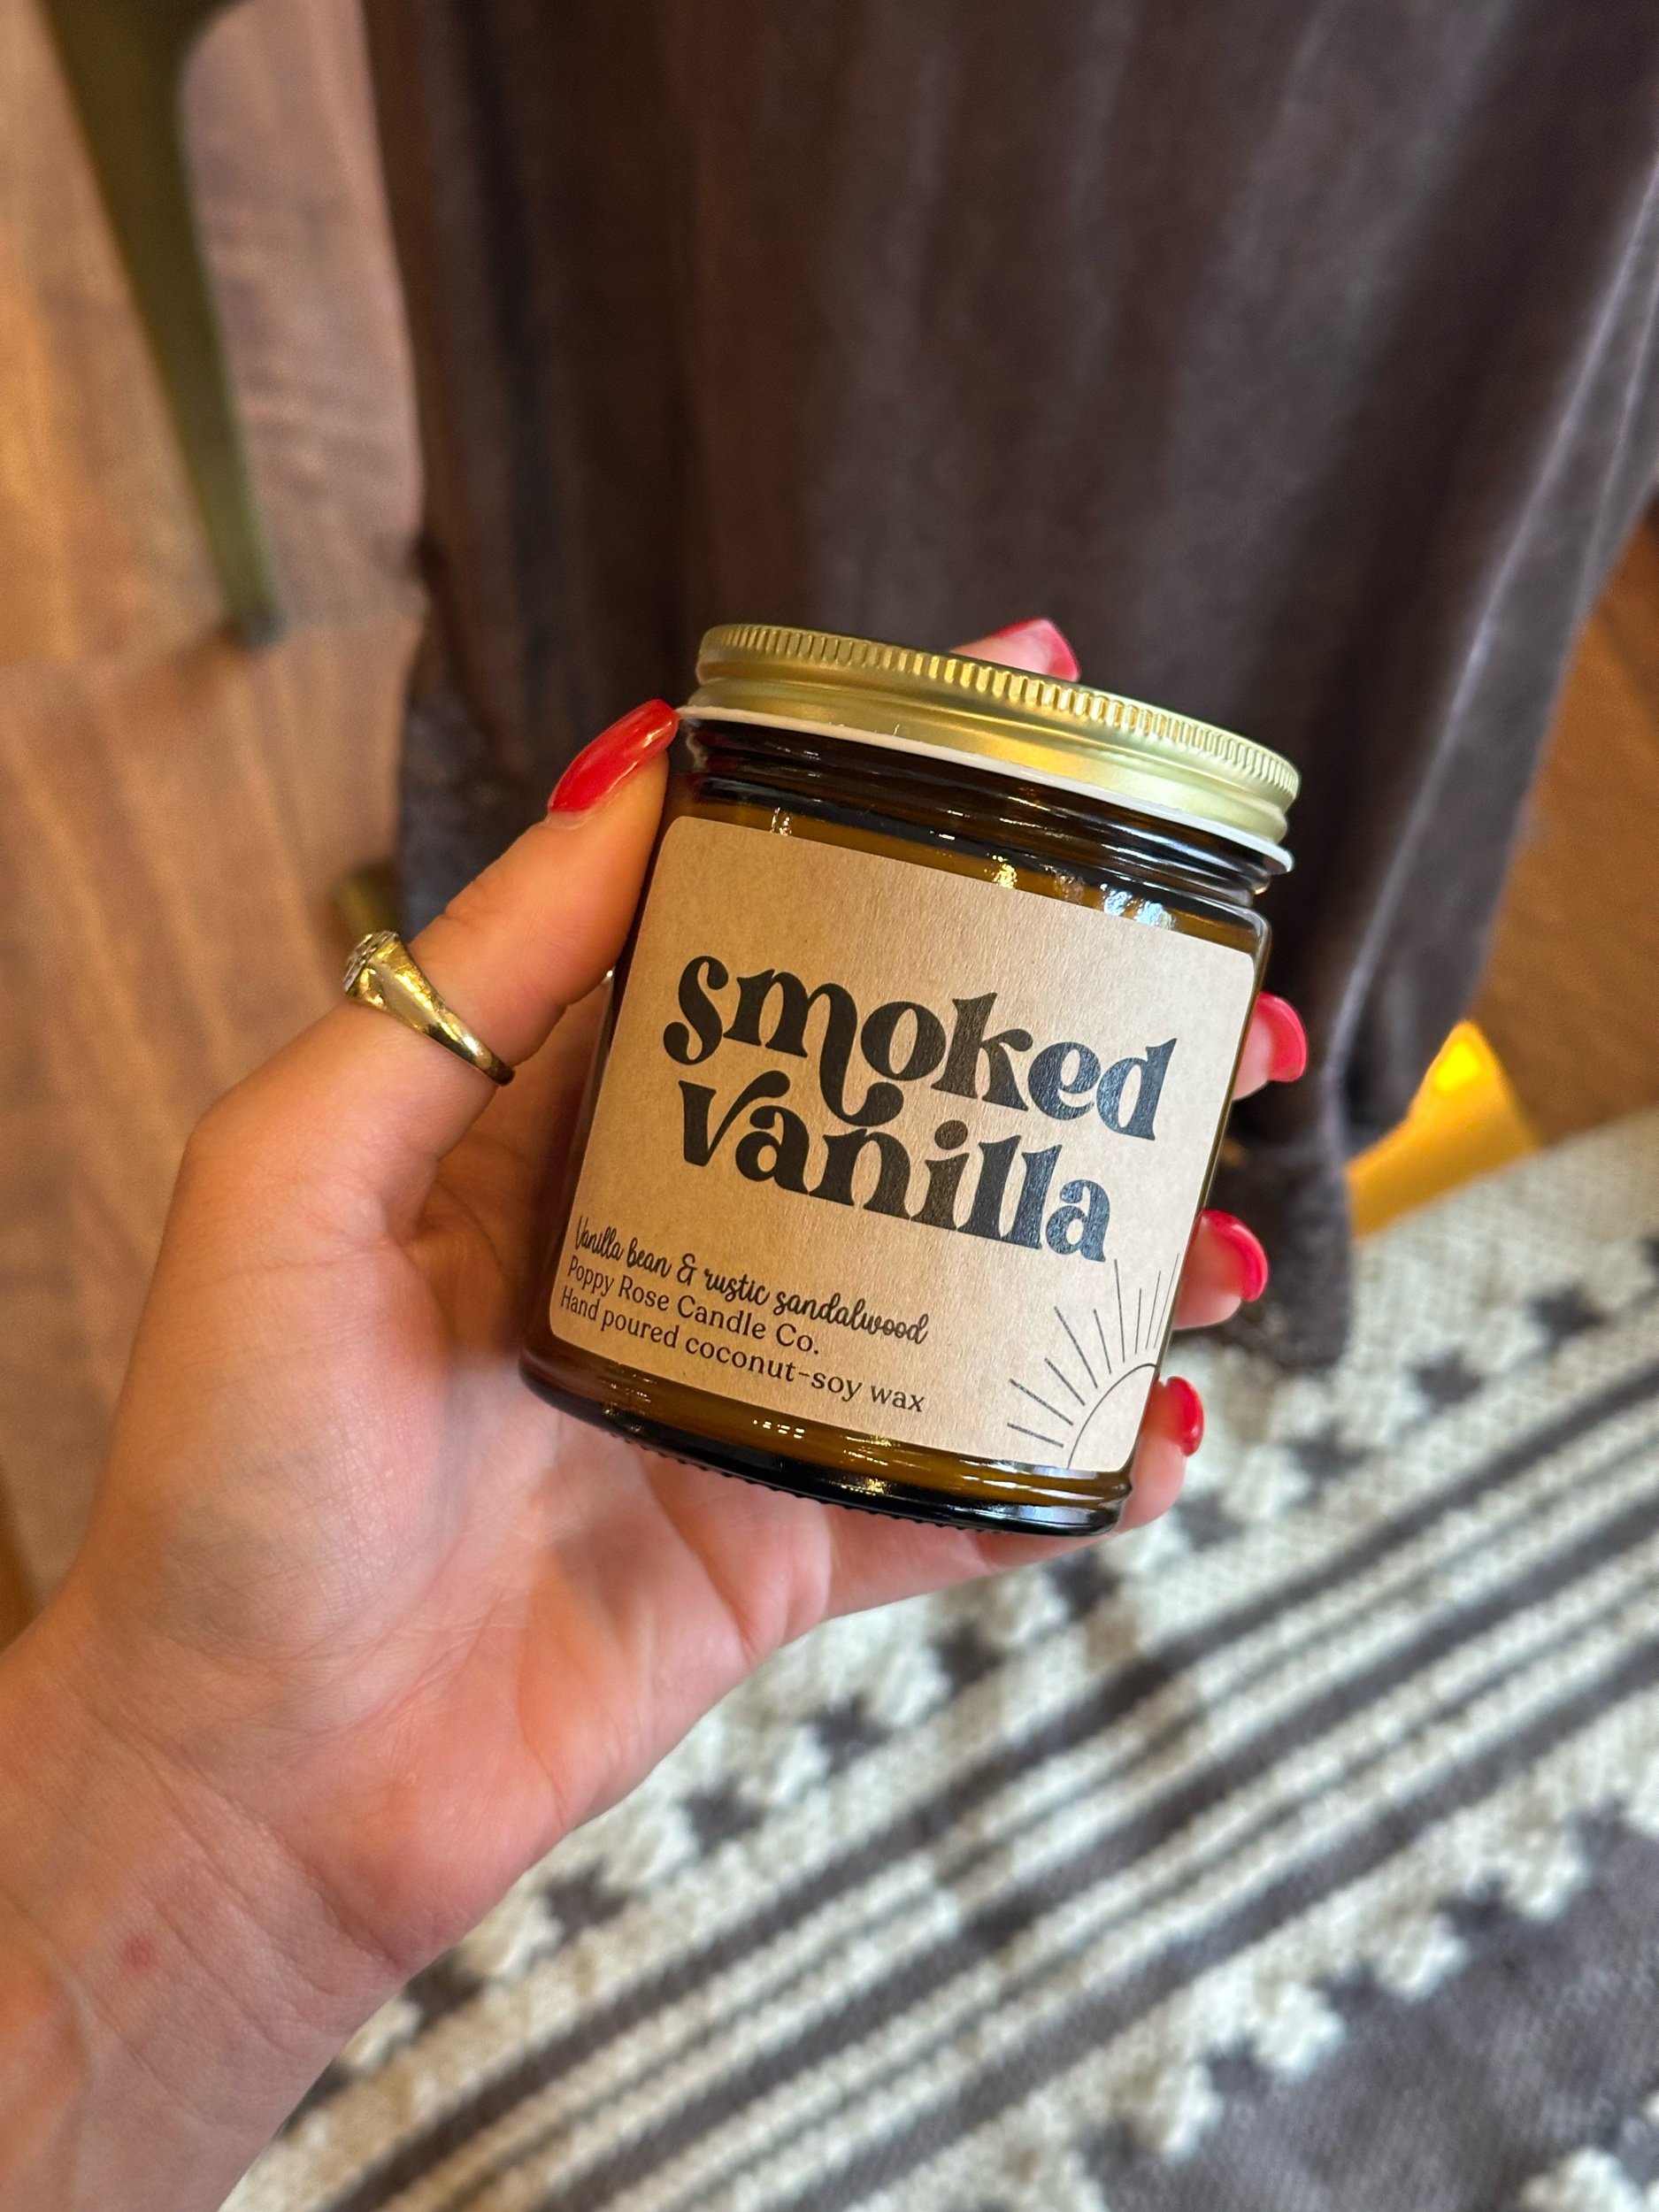 smoked
vanilla
Vanilla bean & rustic sandalwood
Poppy Rose Candle Co.
Hand poured coconut-soy wax